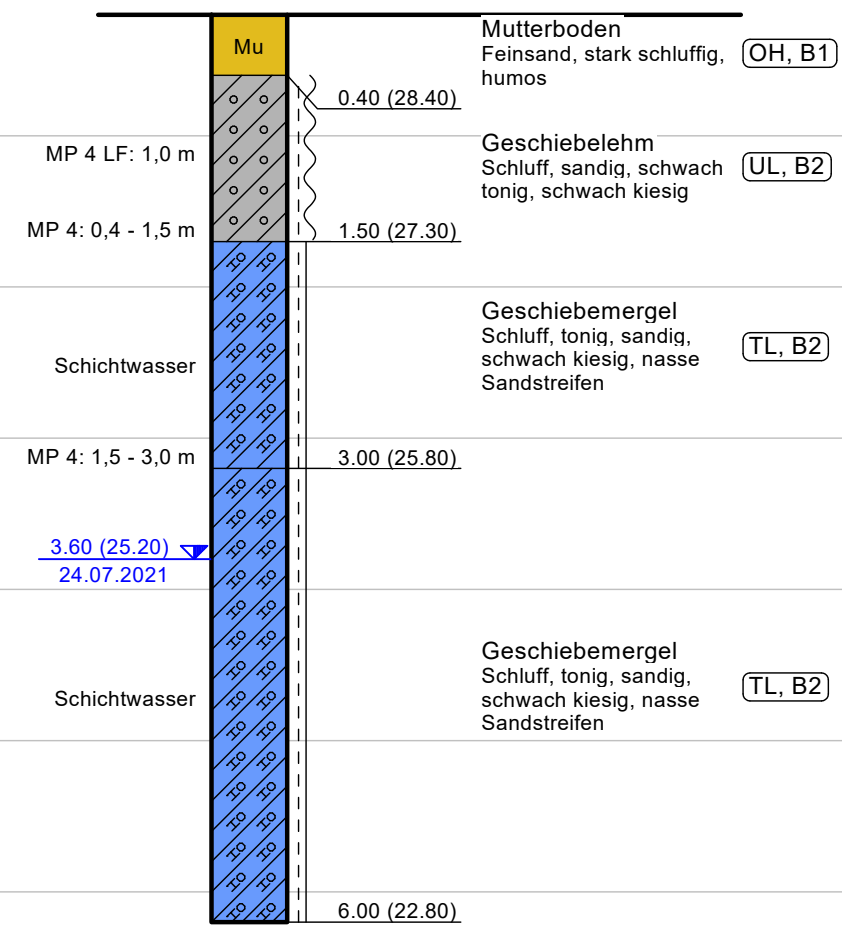 Mu
Mutterboden
Feinsand, stark schluffig,
humos
OH, B1
0.40 (28.40)
MP 4 LF: 1,0 m
Geschiebelehm
Schluff, sandig, schwach
tonig, schwach kiesig
UL, B2
MP 4: 0,4 - 1,5 m
1.50 (27.30)
Geschiebemergel
Schluff, tonig, sandig,
schwach kiesig, nasse
Sandstreifen
TL, B2
Schichtwasser
MP 4: 1,5 - 3,0 m
3.00 (25.80)
3.60 (25.20)
24.07.2021
Geschiebemergel
Schluff, tonig, sandig,
schwach kiesig, nasse
Sandstreifen
TL, B2
Schichtwasser
6.00 (22.80)